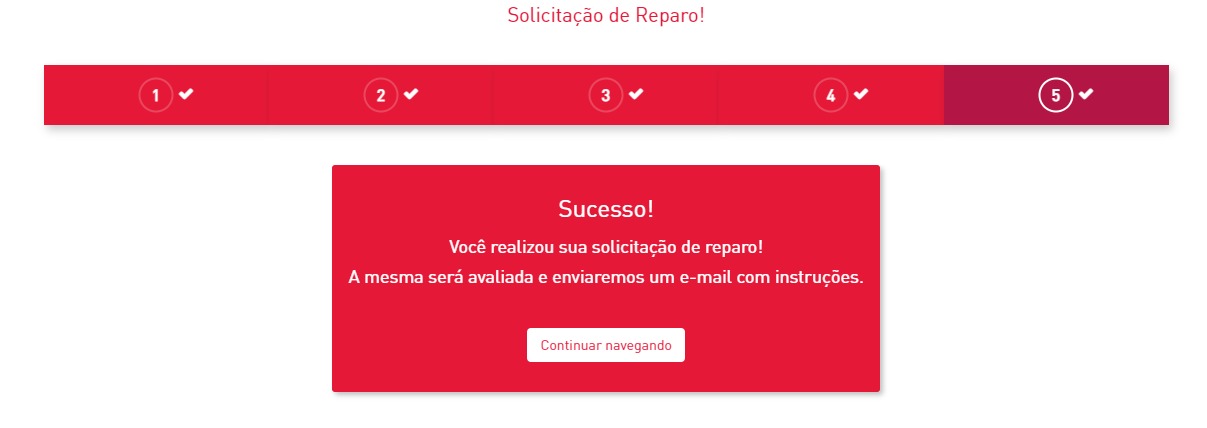 Solicitação de Reparo!
1 2 3 4 5
Sucesso!
Você realizou sua solicitação de reparo!
A mesma será avaliada e enviaremos um e-mail com instruções.
Continuar navegando